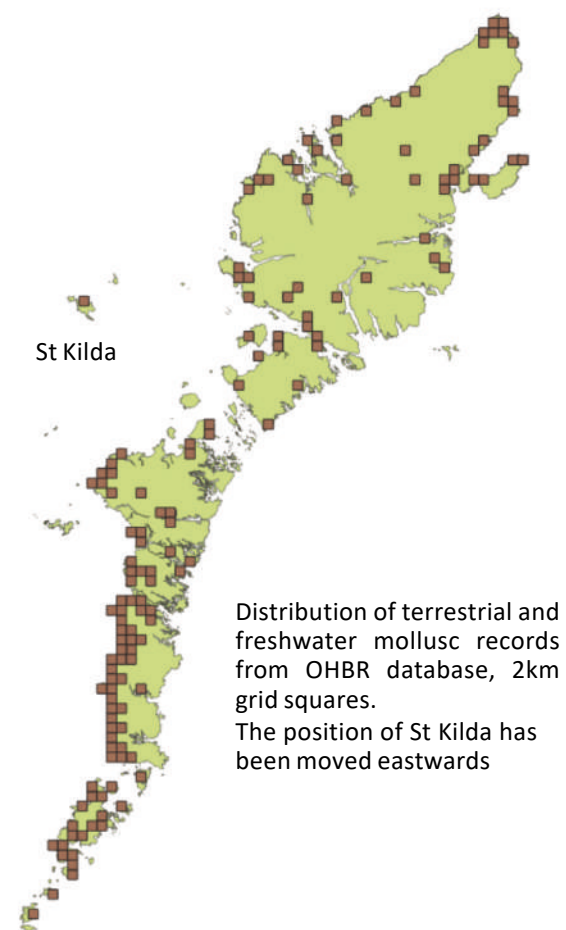 St Kilda
Distribution of terrestrial and
freshwater mollusc records
from OHBR database, 2km
grid squares.
The position of St Kilda has
been moved eastwards